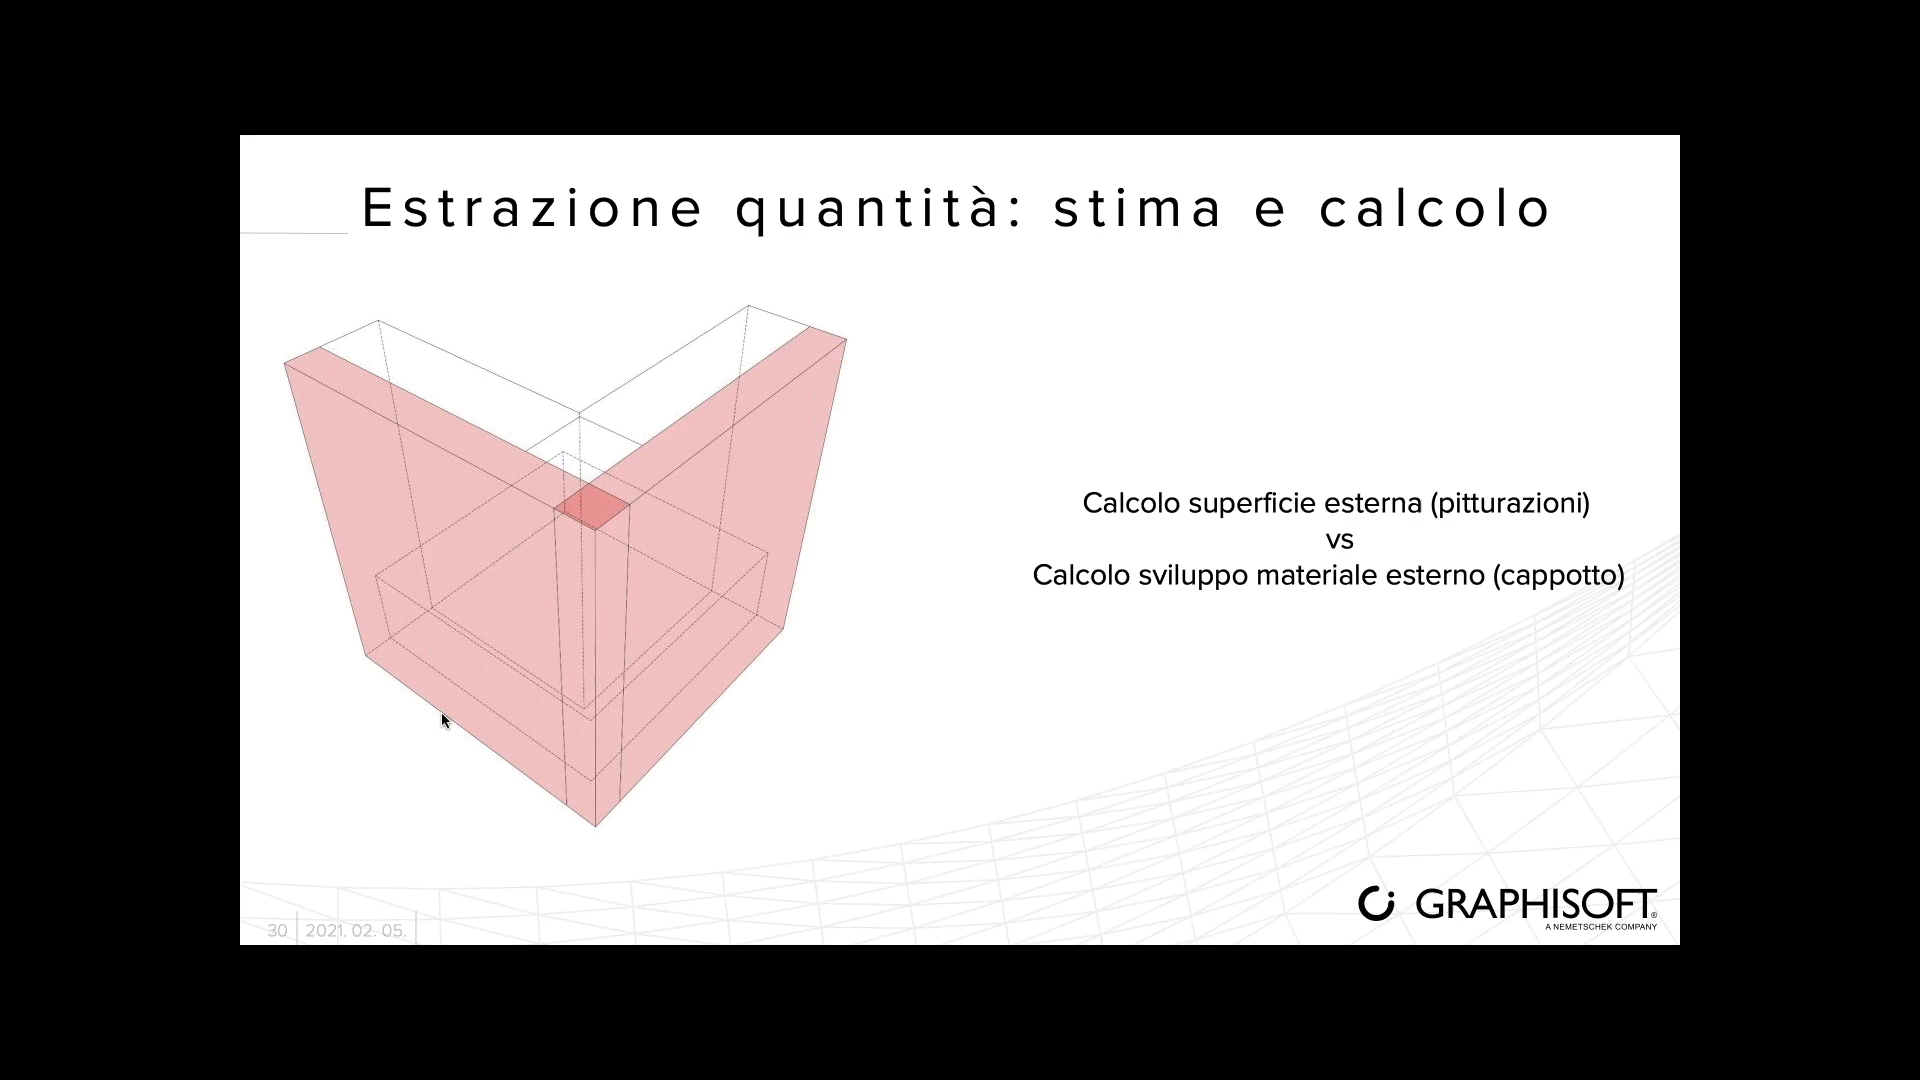 Estrazione quantità: stima e calcolo
Calcolo superficie esterna (pitturazioni)
vs
Calcolo sviluppo materiale esterno (cappotto)
30 2021. 02. 05.
GRAPHISOFT®
A NEMETSCHEK COMPANY